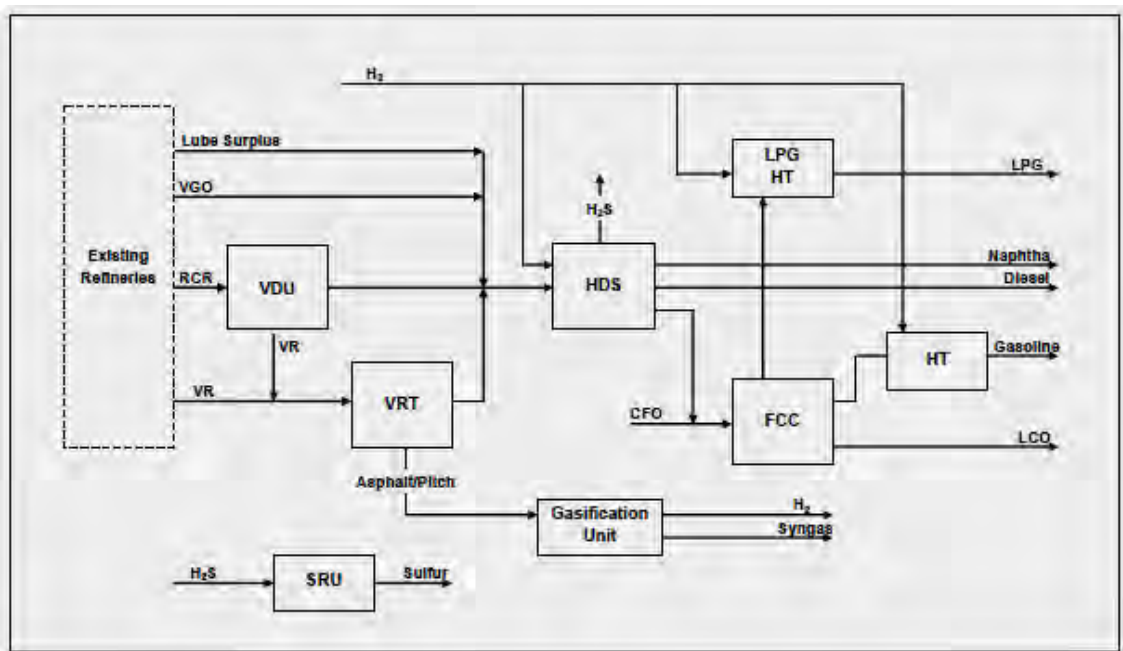 H₂
Lube Surplus
LPG
HT
LPG
VGO
H₂S
Existing
Refineries
RCR
VDU
HDS
Naphtha
Diesel
VR
HT
Gasoline
VR
VRT
CFO
FCC
LCO
Asphalt/Pitch
Gasification
Unit
H₂
Syngas
H₂S
SRU
Sulfur